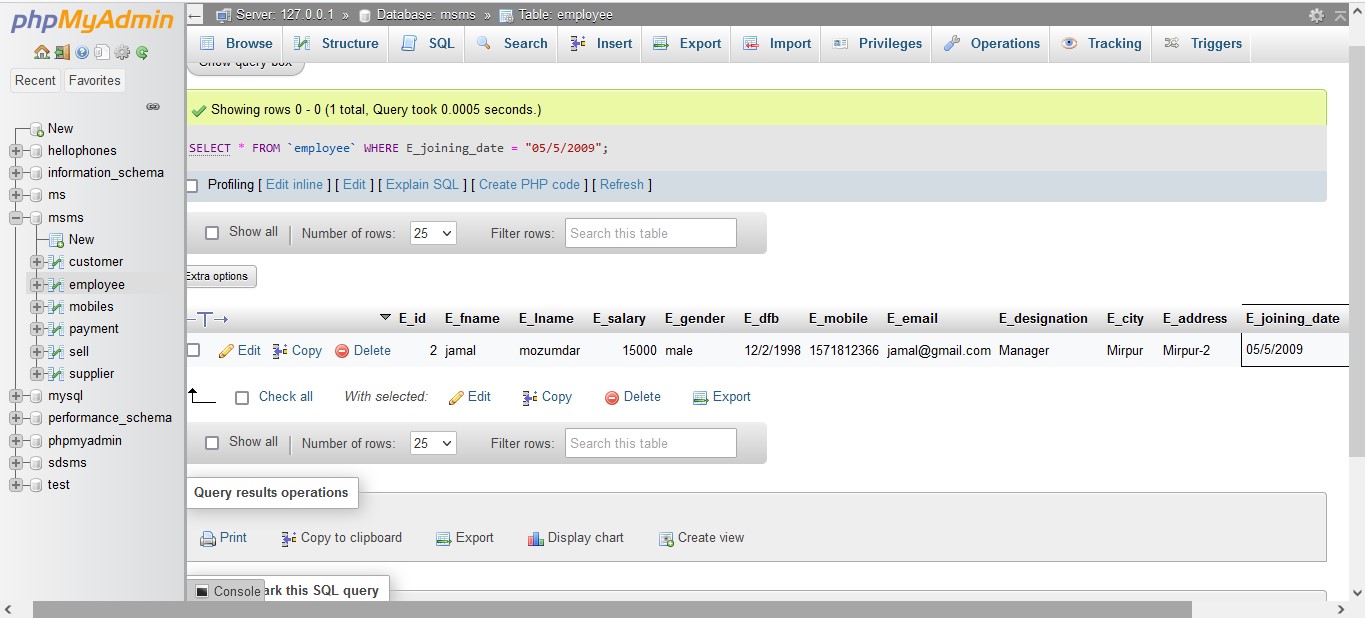 phpMyAdmin
Recent Favorites
New
hellophones
information_schema
ms
msms
New
customer
employee
mobiles
payment
sell
supplier
mysql
performance_schema
phpmyadmin
sdsms
test
Server: 127.0.0.1 » Database: msms » Table: employee
Browse Structure SQL Search Insert Export Import Privileges Operations Tracking Triggers
Show query box
Showing rows 0 - 0 (1 total, Query took 0.0005 seconds.)
SELECT * FROM `employee` WHERE E_joining_date = "05/5/2009";
Profiling [ Edit inline ] [ Edit ] [ Explain SQL ] [ Create PHP code ] [ Refresh ]
Show all Number of rows: 25 Filter rows: Search this table
Extra options
E_id E_fname E_lname E_salary E_gender E_dfb E_mobile E_email E_designation E_city E_address E_joining_date
Edit Copy Delete 2 jamal mozumdar 15000 male 12/2/1998 1571812366 jamal@gmail.com Manager Mirpur Mirpur-2 05/5/2009
Check all With selected: Edit Copy Delete Export
Show all Number of rows: 25 Filter rows: Search this table
Query results operations
Print Copy to clipboard Export Display chart Create view
Console ark this SQL query